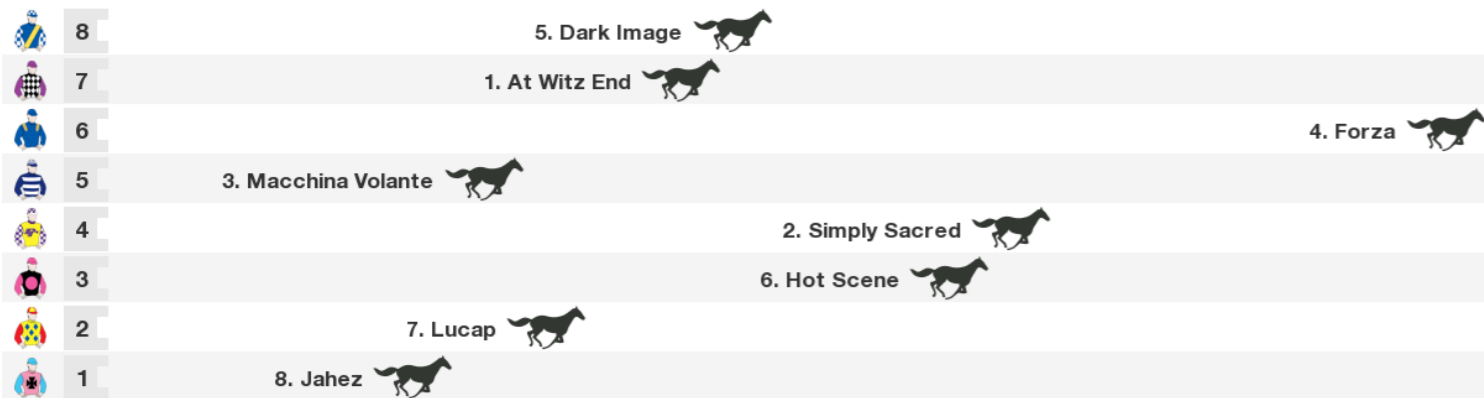 8 5. Dark Image
7 1. At Witz End
6 4. Forza
5 3. Macchina Volante
4 2. Simply Sacred
3 6. Hot Scene
2 7. Lucap
1 8. Jahez